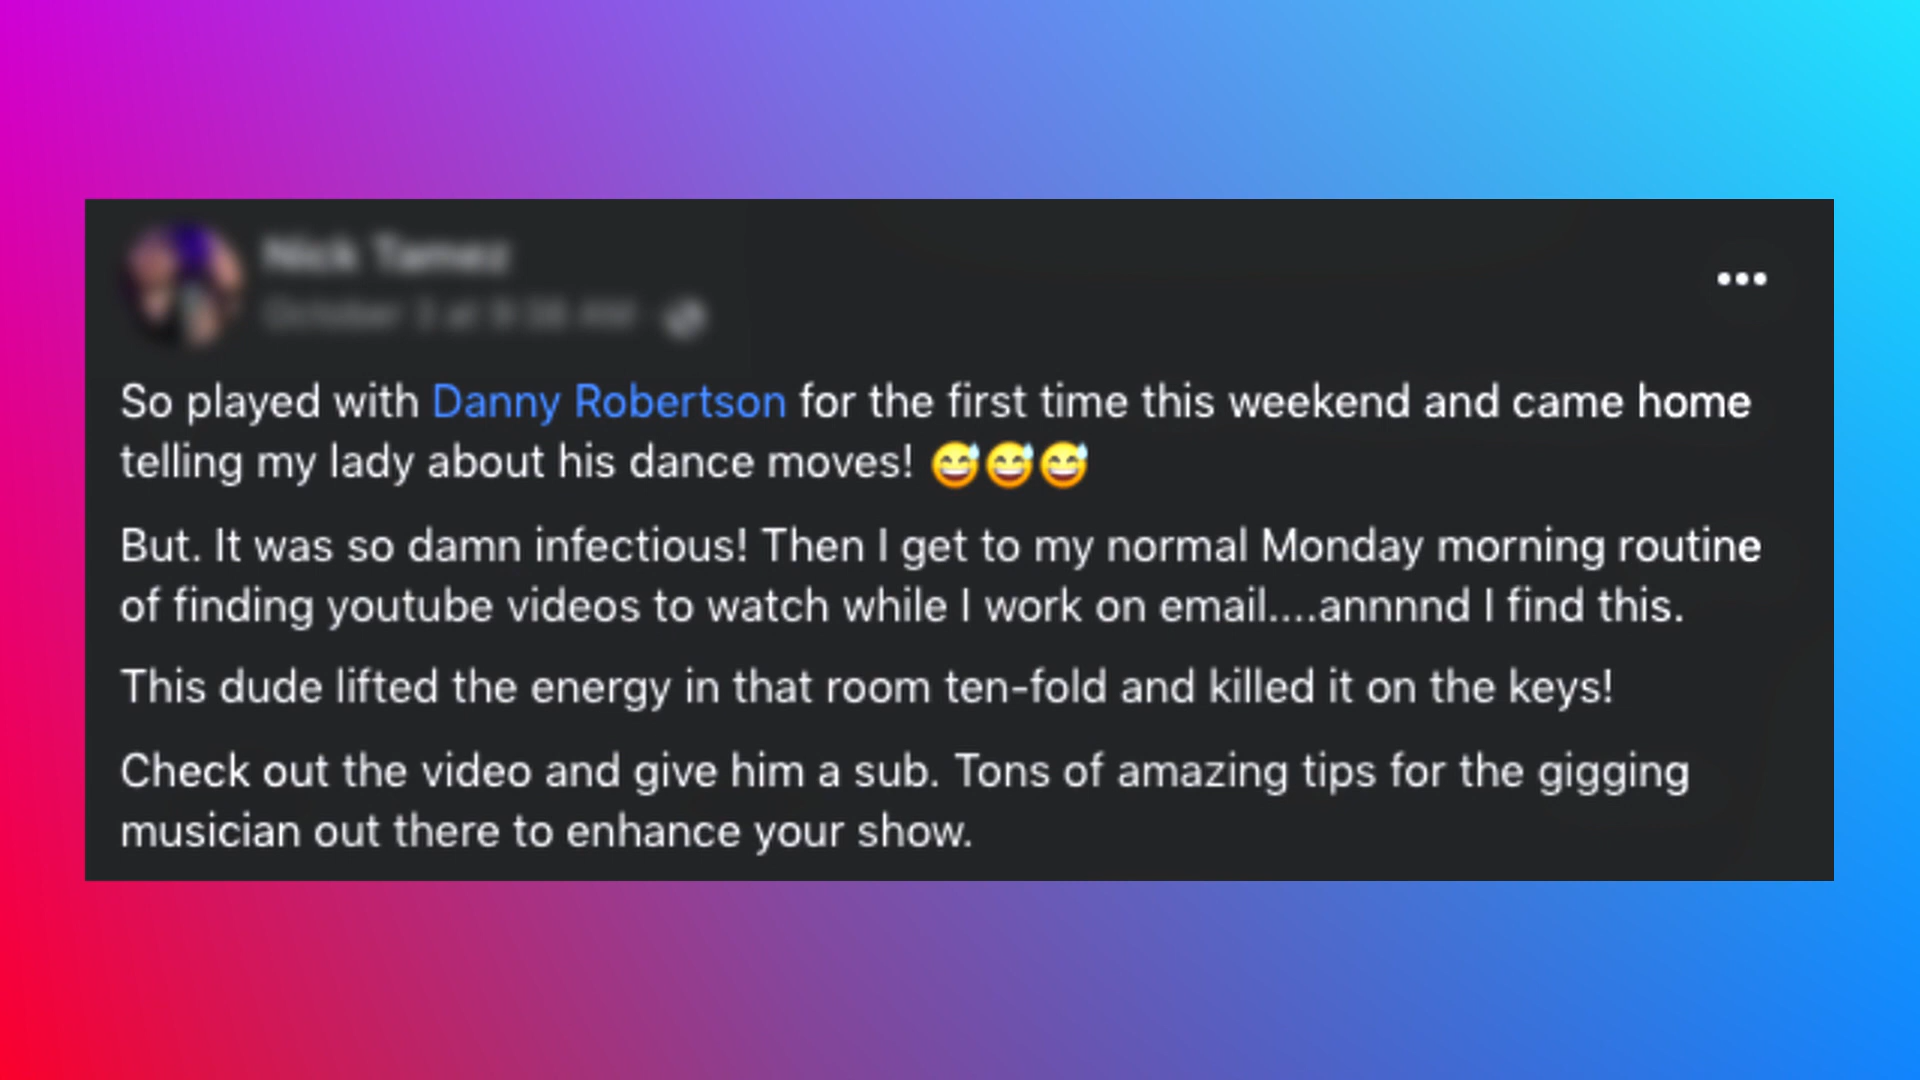 So played with Danny Robertson for the first time this weekend and came home
telling my lady about his dance moves! 😅😅😅
But. It was so damn infectious! Then I get to my normal Monday morning routine
of finding youtube videos to watch while I work on email....annnnd I find this.
This dude lifted the energy in that room ten-fold and killed it on the keys!
Check out the video and give him a sub. Tons of amazing tips for the gigging
musician out there to enhance your show.